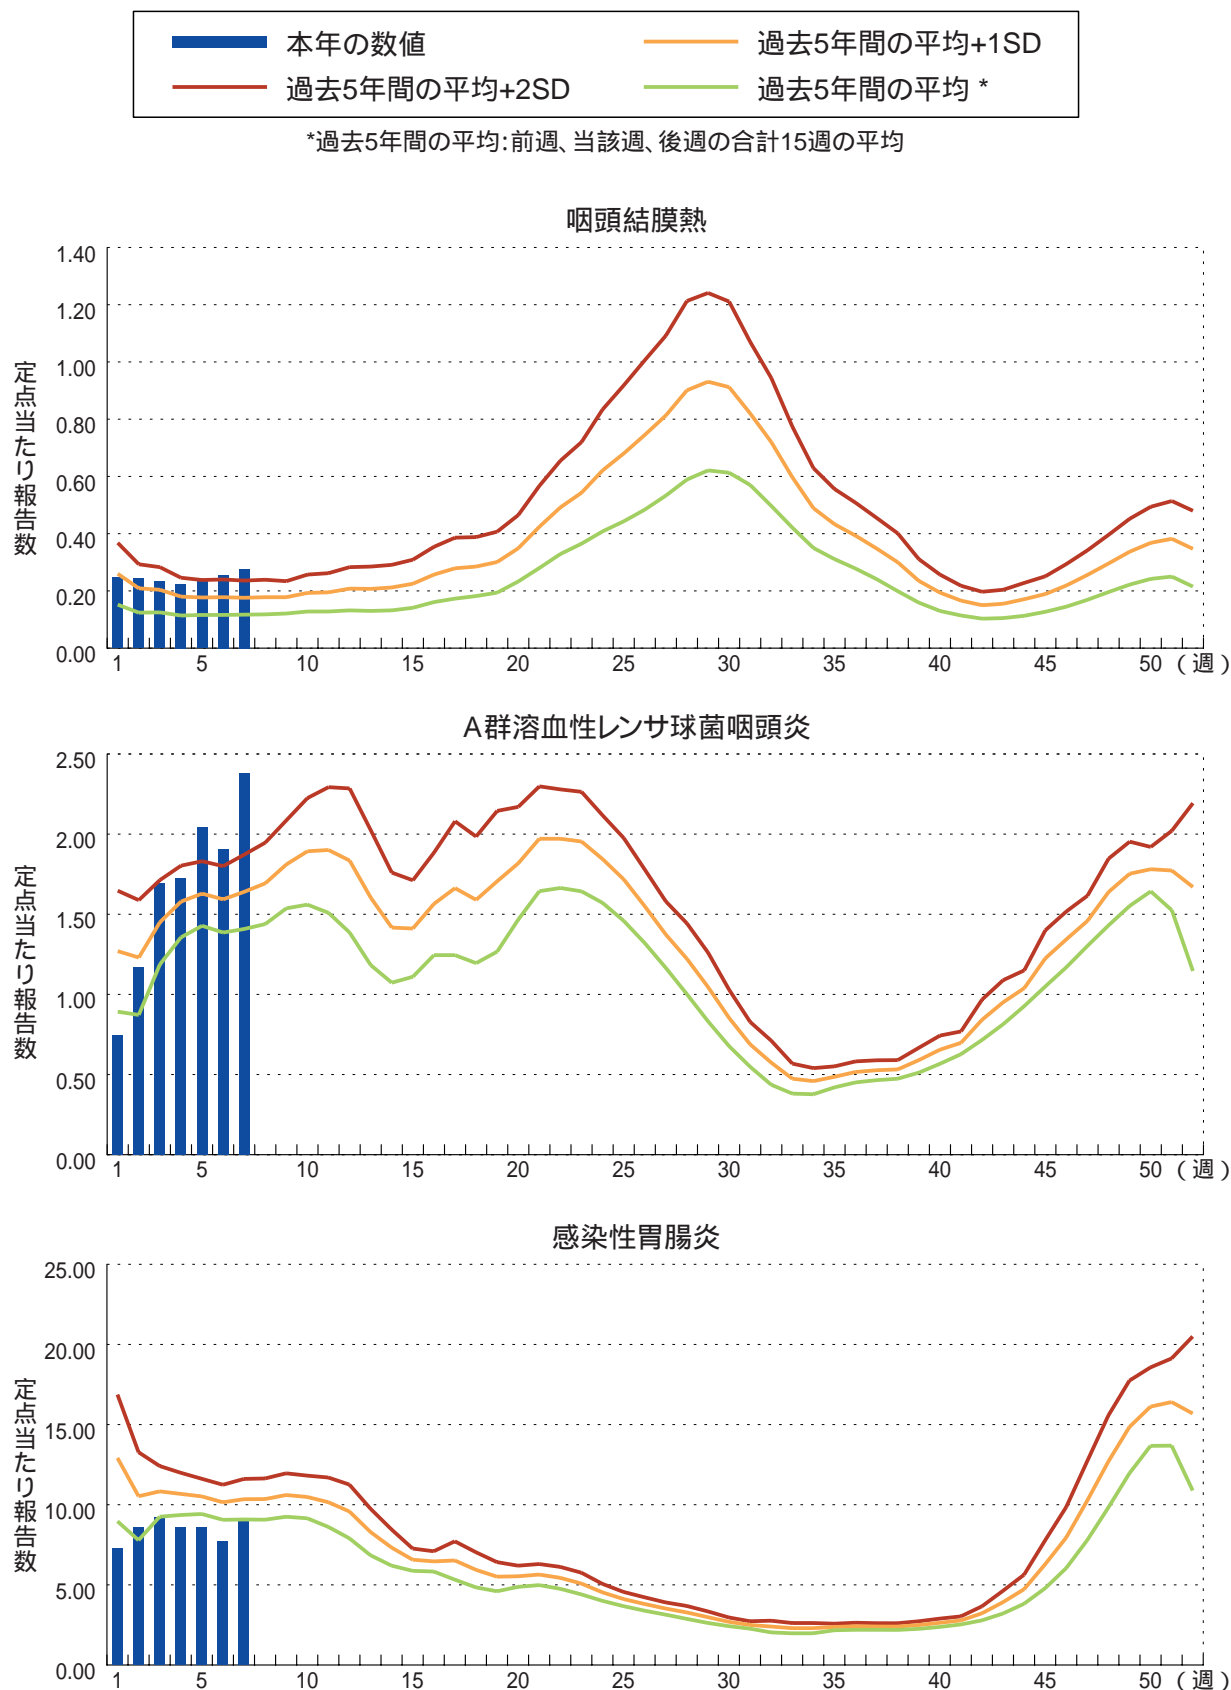 本年の数値
過去5年間の平均+1SD
過去5年間の平均+2SD
過去5年間の平均 *
*過去5年間の平均:前週、当該週、後週の合計15週の平均
咽頭結膜熱
定点当たり報告数
1.40
1.20
1.00
0.80
0.60
0.40
0.20
0.00
1 5 10 15 20 25 30 35 40 45 50 (週)
A群溶血性レンサ球菌咽頭炎
定点当たり報告数
2.50
2.00
1.50
1.00
0.50
0.00
1 5 10 15 20 25 30 35 40 45 50 (週)
感染性胃腸炎
定点当たり報告数
25.00
20.00
15.00
10.00
5.00
0.00
1 5 10 15 20 25 30 35 40 45 50 (週)